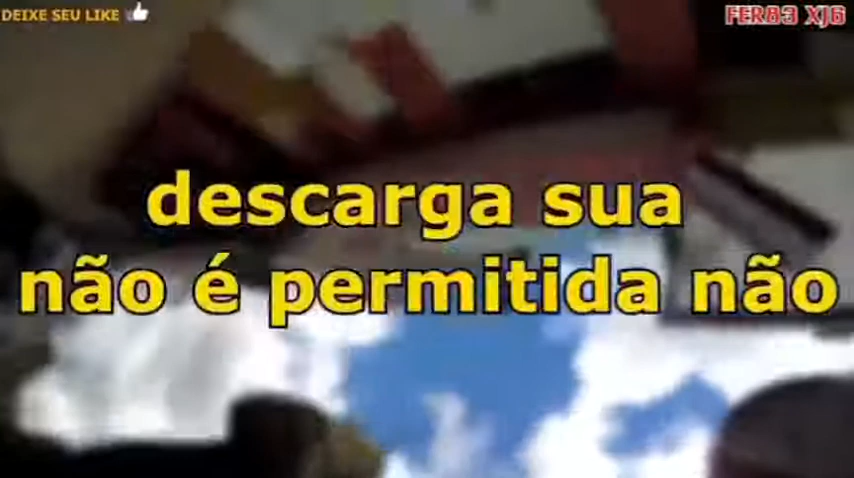 DEIXE SEU LIKE
FER83 XJ6
descarga sua
não é permitida não